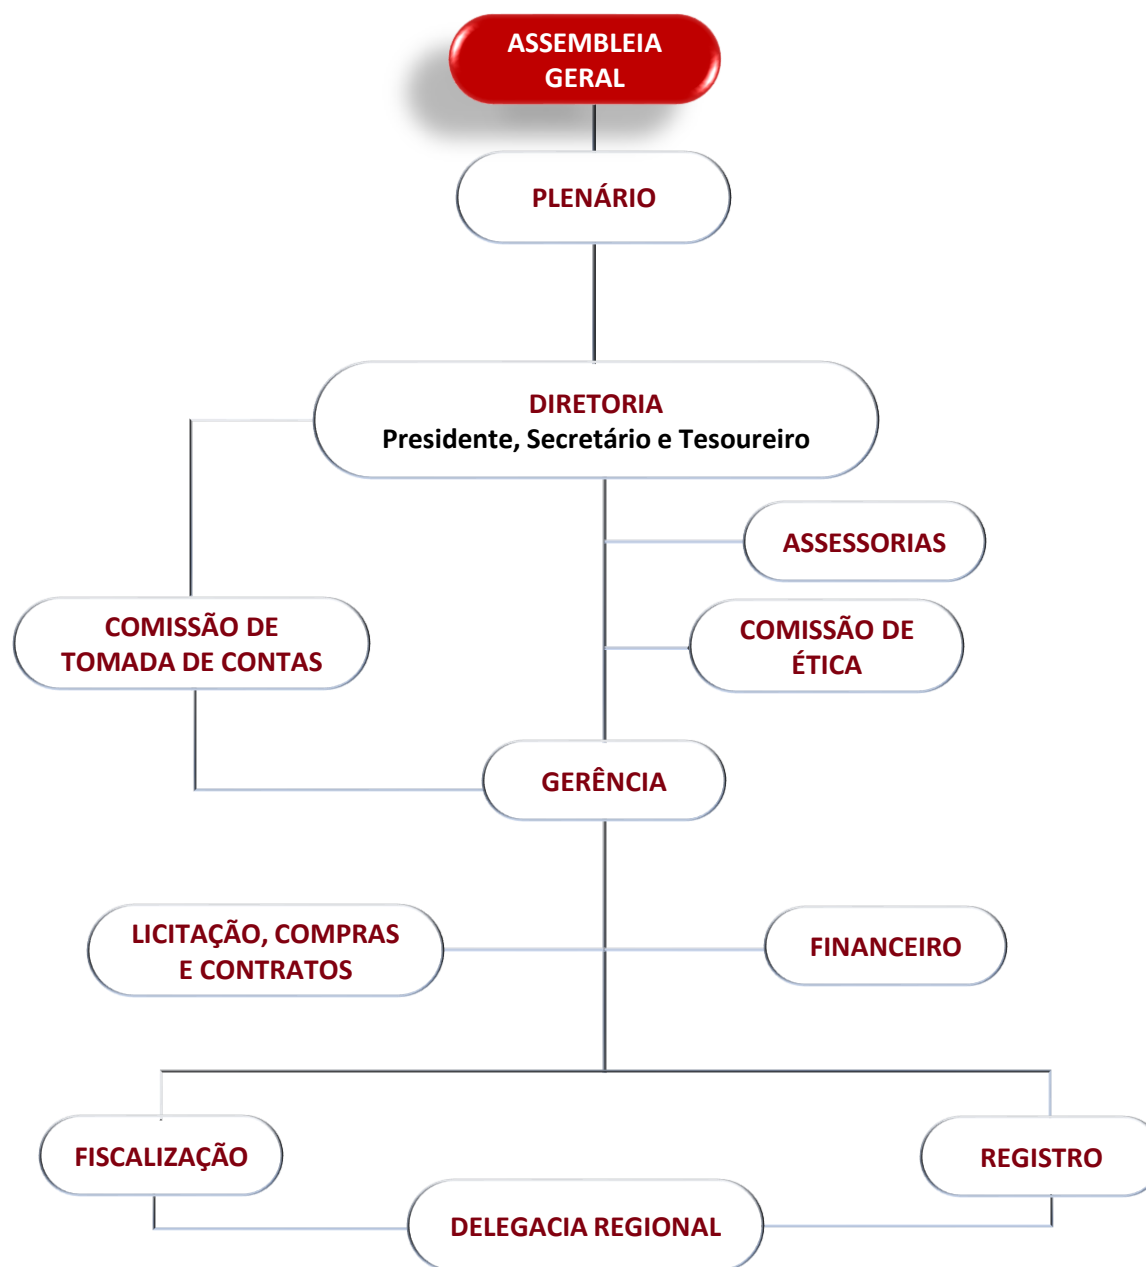 ASSEMBLEIA
GERAL
PLENÁRIO
DIRETORIA
Presidente, Secretário e Tesoureiro
ASSESSORIAS
COMISSÃO DE
TOMADA DE CONTAS
COMISSÃO DE
ÉTICA
GERÊNCIA
LICITAÇÃO, COMPRAS
E CONTRATOS
FINANCEIRO
FISCALIZAÇÃO
REGISTRO
DELEGACIA REGIONAL